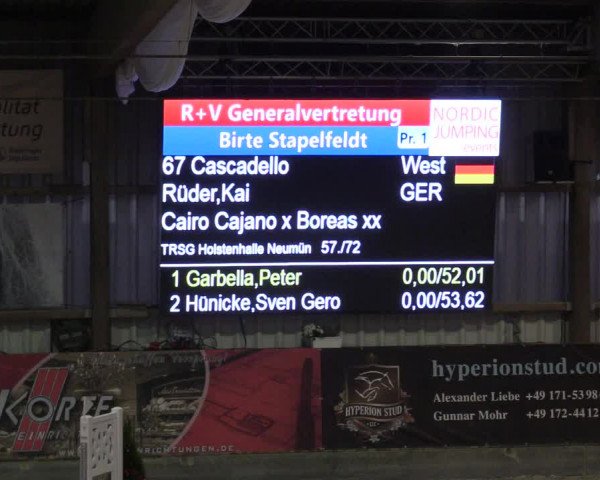 R+V Generalvertretung
Birte Stapelfeldt
Pr. 1
NORDIC
JUMPING
events
67 Cascadello West
Rüder,Kai GER
Cairo Cajano x Boreas xx
TRSG Holstenhalle Neumün 57./72
1 Garbella,Peter 0,00/52,01
2 Hünicke,Sven Gero 0,00/53,62
HYPERION STUD
hyperionstud.co
Alexander Liebe +49 171-5398
Gunnar Mohr +49 172-4412